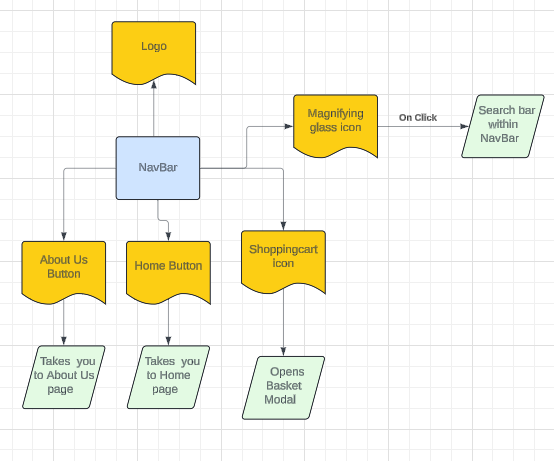 Logo
Magnifying
glass icon
On Click
Search bar
within
NavBar
NavBar
About Us
Button
Home Button
Shoppingcart
icon
Takes you
to About Us
page
Takes you
to Home
page
Opens
Basket
Modal